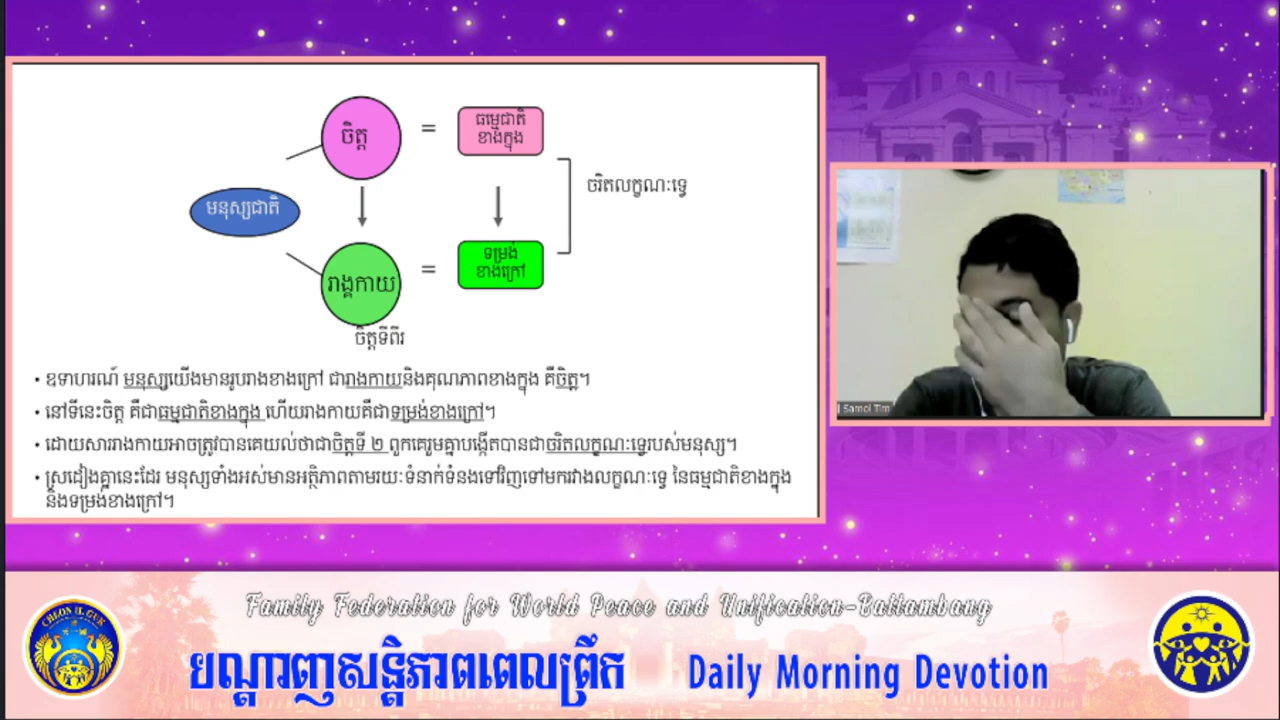 ចិត្ត
=
ធម្មេជាតិ
ខាងក្នុង
ចរិតលក្ខណៈទ្វេ
មនុស្សជាតិ
រាង្គកាយ
=
ទម្រង់
ខាងក្រៅ
ចិត្តទីពីរ
• ឧទាហរណ៍ មនុស្សយើងមានរូបរាងខាងក្រៅ ជារាងកាយនិងគុណភាពខាងក្នុង គឺចិត្ត។
• នៅទីនេះចិត្ត គឺជាធម្មជាតិខាងក្នុង ហើយរាងកាយគឺជាទម្រង់ខាងក្រៅ។
• ដោយសាររាងកាយអាចត្រូវបានគេយល់ថាជាចិត្តទី ២ ពួកគេរួមគ្នាបង្កើតបានជាចរិតលក្ខណៈទ្វេរបស់មនុស្ស។
• ស្រដៀងគ្នានេះដែរ មនុស្សទាំងអស់មានអត្ថិភាពតាមរយៈទំនាក់ទំនងទៅវិញទៅមករវាងលក្ខណៈទ្វេ នៃធម្មជាតិខាងក្នុង
និងទម្រង់ខាងក្រៅ។
Samol Tim
Family Federation for World Peace and Unification-Battambang
CHEON IL GUK
បណ្តាញសន្តិភាពពេលព្រឹក
Daily Morning Devotion